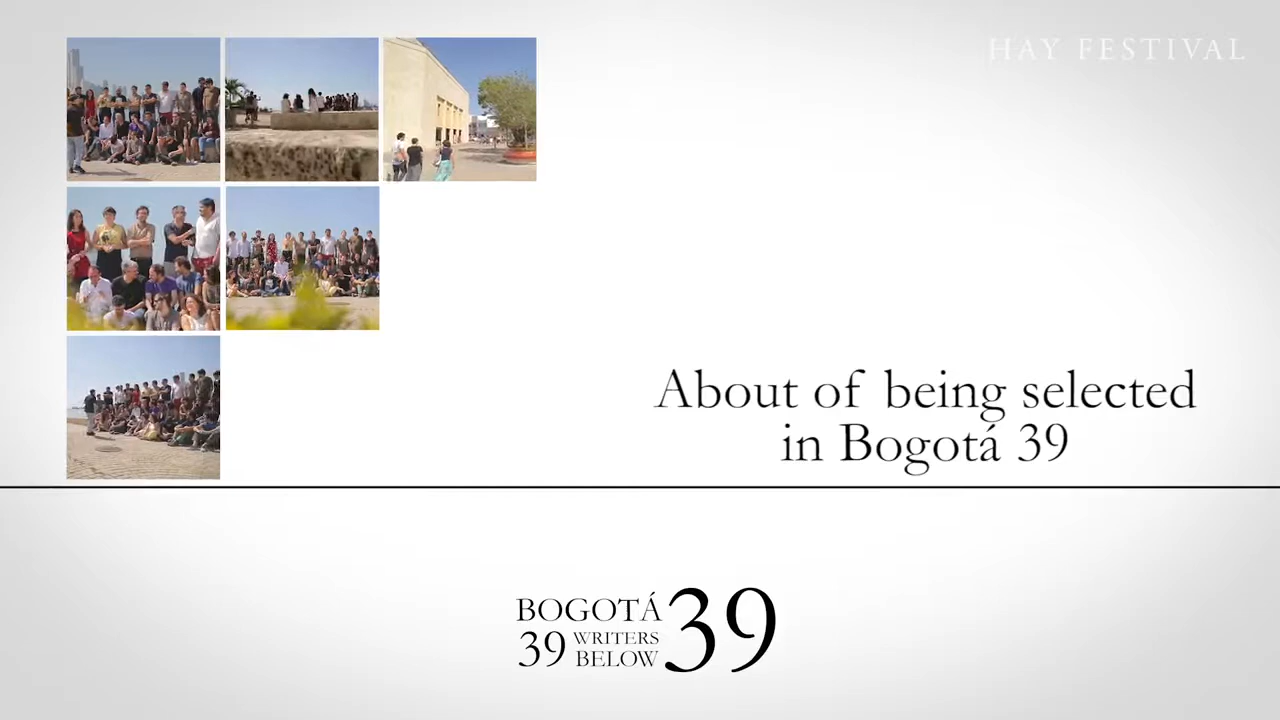 HAY FESTIVAL
About of being selected
in Bogotá 39
BOGOTÁ 39
39 WRITERS
BELOW